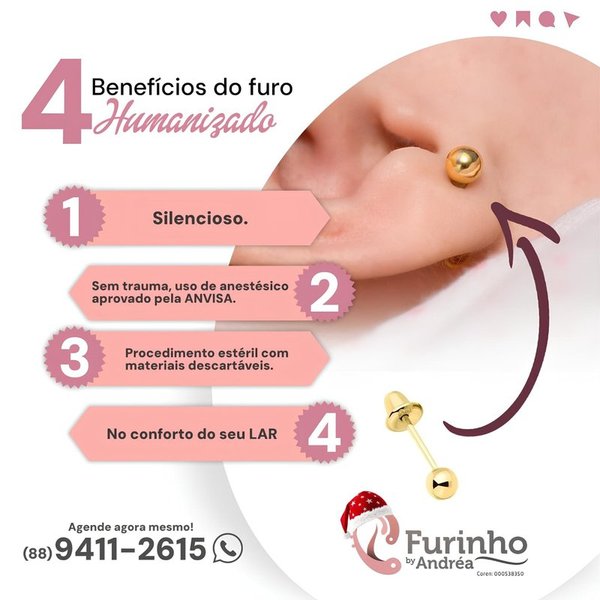 4 Benefícios do furo
Humanizado
1
Silencioso.
Sem trauma, uso de anestésico
aprovado pela ANVISA.
2
3
Procedimento estéril com
materiais descartáveis.
No conforto do seu LAR
4
Agende agora mesmo!
(88) 9411-2615
Furinho
by Andréa
Coren: 000538350